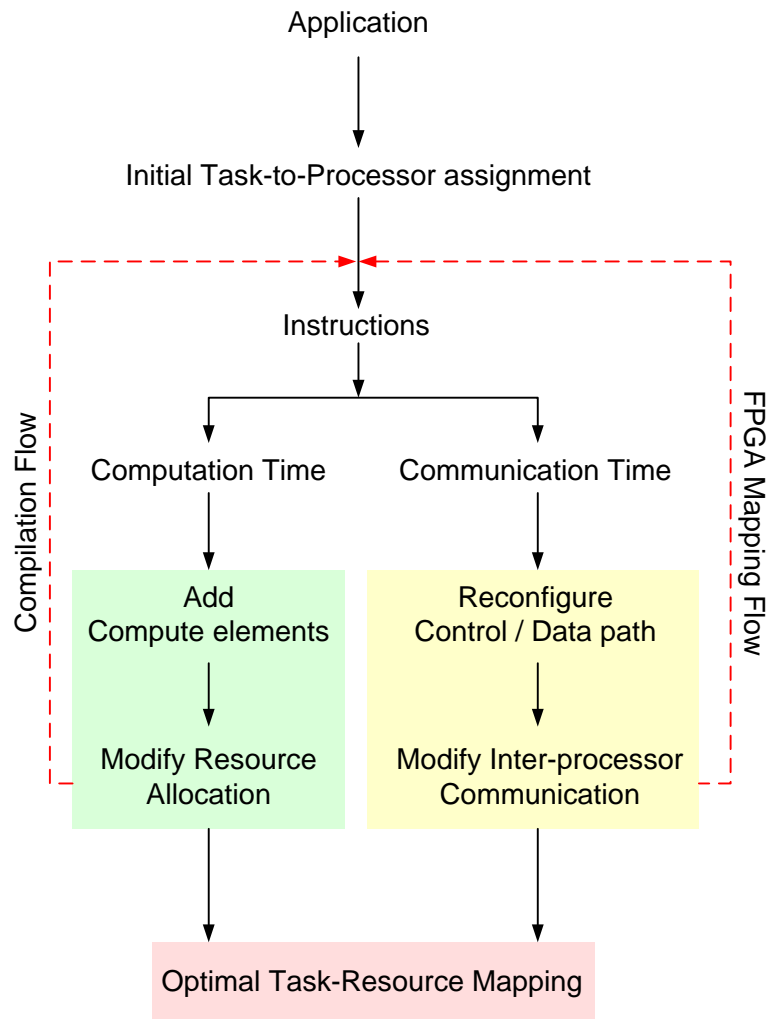 Application
Initial Task-to-Processor assignment
Instructions
Compilation Flow
FPGA Mapping Flow
Computation Time
Communication Time
Add
Compute elements
Reconfigure
Control / Data path
Modify Resource
Allocation
Modify Inter-processor
Communication
Optimal Task-Resource Mapping